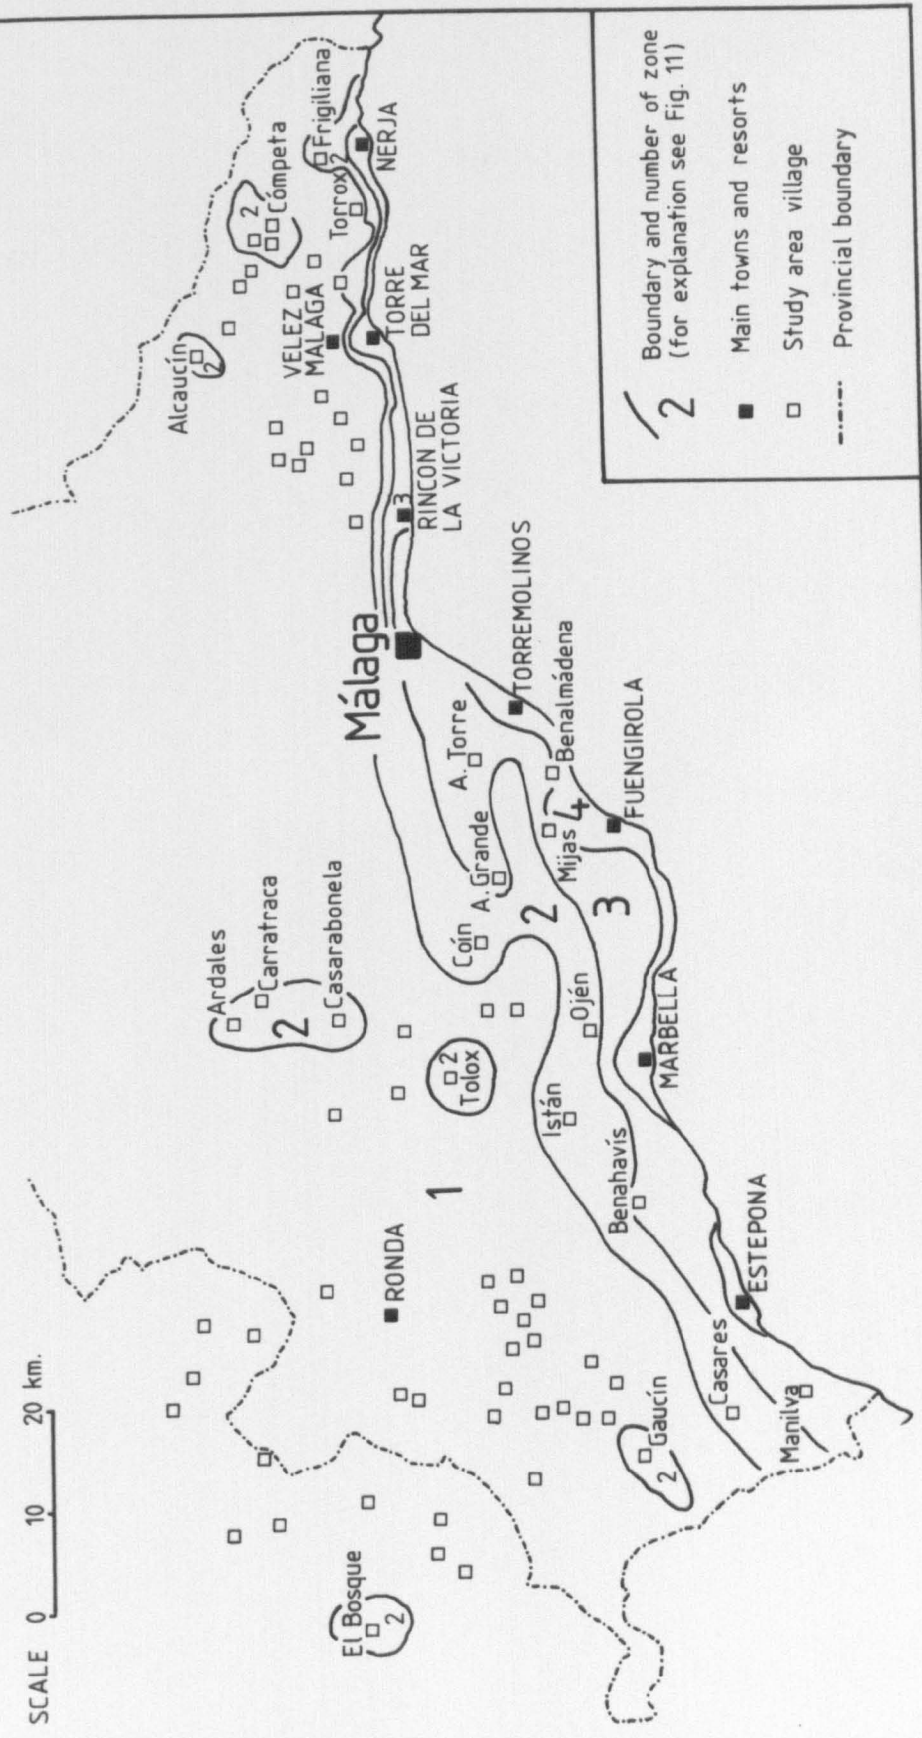 SCALE 0 10 20 km.
Ardales
Carratraca
2
Casarabonela
El Bosque
2
RONDA
1
2
Tolox
Gaucín
2
Casares
Manilva
ESTEPONA
Benahavís
Istán
Ojén
MARBELLA
Coín
A. Grande
A. Torre
2
3
Mijas
4
Benalmádena
FUENGIROLA
TORREMOLINOS
Málaga
3
RINCON DE
LA VICTORIA
Alcaucín
2
VELEZ
MALAGA
TORRE
DEL MAR
2
Cómpeta
Torrox
2
Frigiliana
NERJA
2
Boundary and number of zone
(for explanation see Fig. 11)
Main towns and resorts
Study area village
Provincial boundary